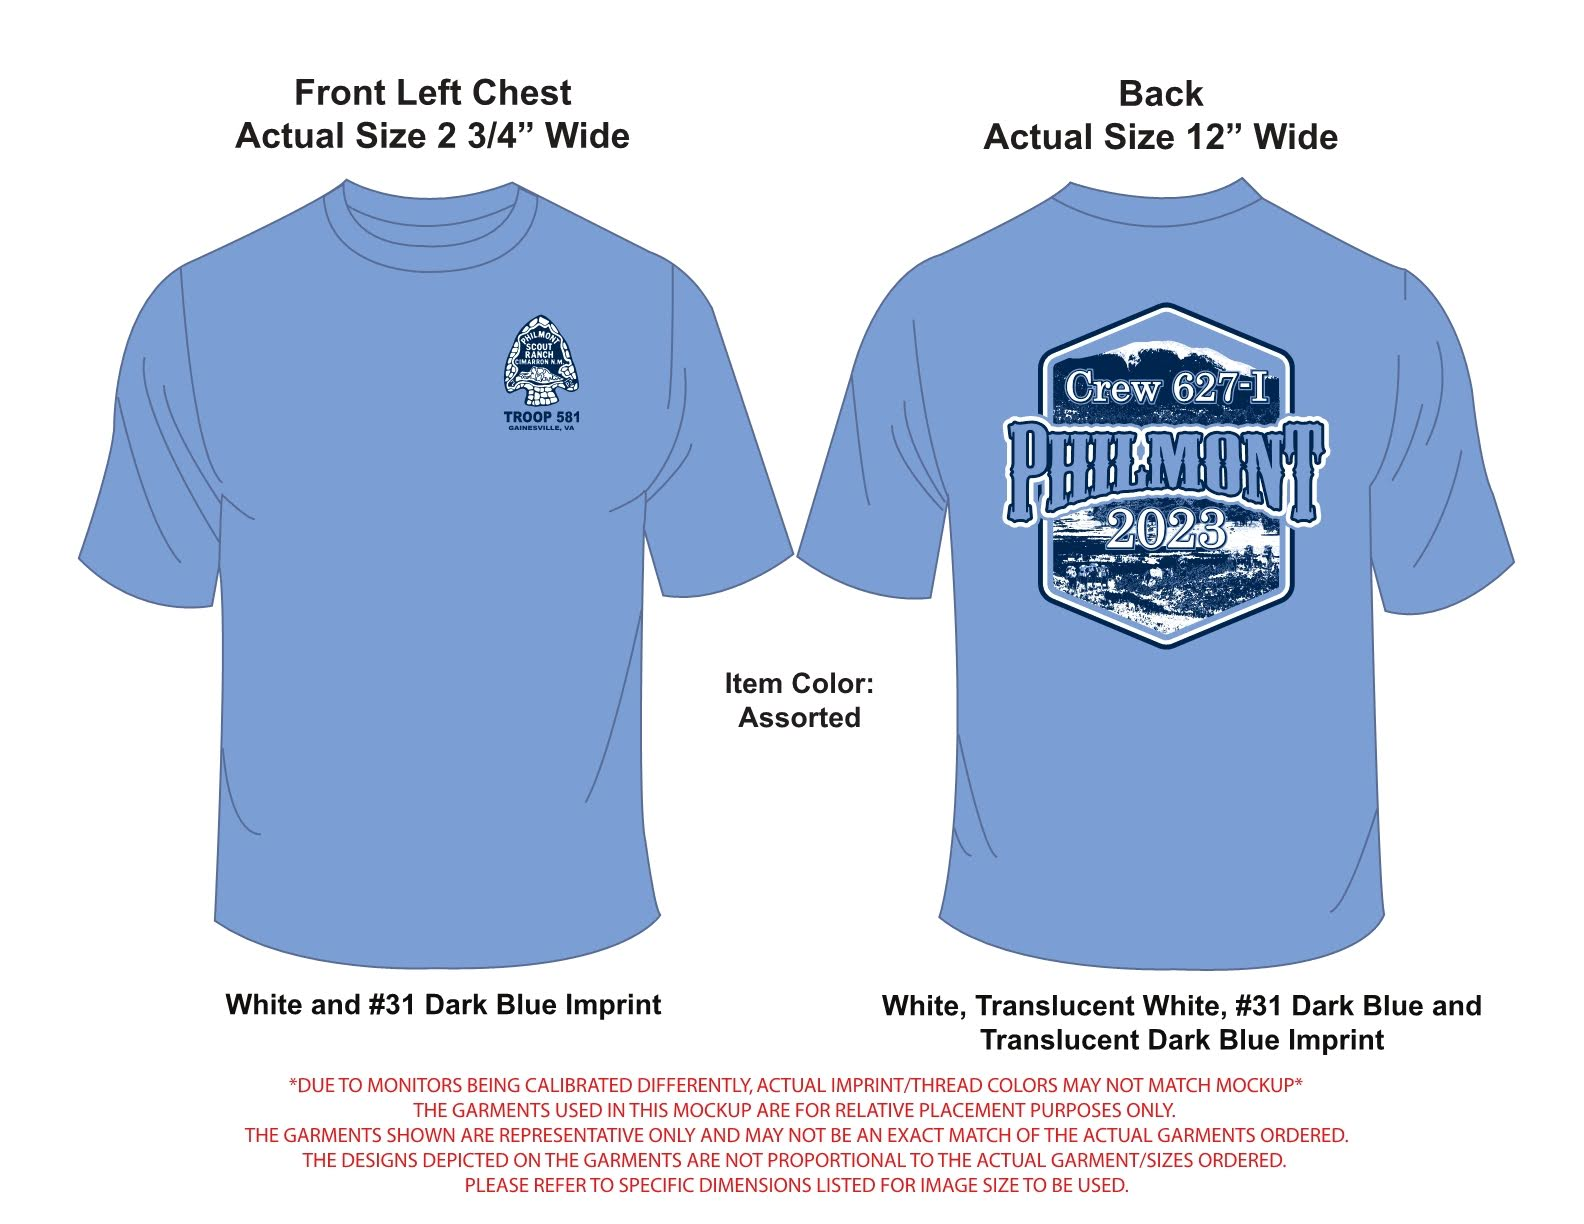 Front Left Chest
Actual Size 2 3/4” Wide
Back
Actual Size 12” Wide
PHILMONT
SCOUT
RANCH
CIMARRON N.M.
TROOP 581
GAINESVILLE, VA
Crew 627-I
PHILMONT
2023
Item Color:
Assorted
White and #31 Dark Blue Imprint
White, Translucent White, #31 Dark Blue and
Translucent Dark Blue Imprint
*DUE TO MONITORS BEING CALIBRATED DIFFERENTLY, ACTUAL IMPRINT/THREAD COLORS MAY NOT MATCH MOCKUP*
THE GARMENTS USED IN THIS MOCKUP ARE FOR RELATIVE PLACEMENT PURPOSES ONLY.
THE GARMENTS SHOWN ARE REPRESENTATIVE ONLY AND MAY NOT BE AN EXACT MATCH OF THE ACTUAL GARMENTS ORDERED.
THE DESIGNS DEPICTED ON THE GARMENTS ARE NOT PROPORTIONAL TO THE ACTUAL GARMENT/SIZES ORDERED.
PLEASE REFER TO SPECIFIC DIMENSIONS LISTED FOR IMAGE SIZE TO BE USED.